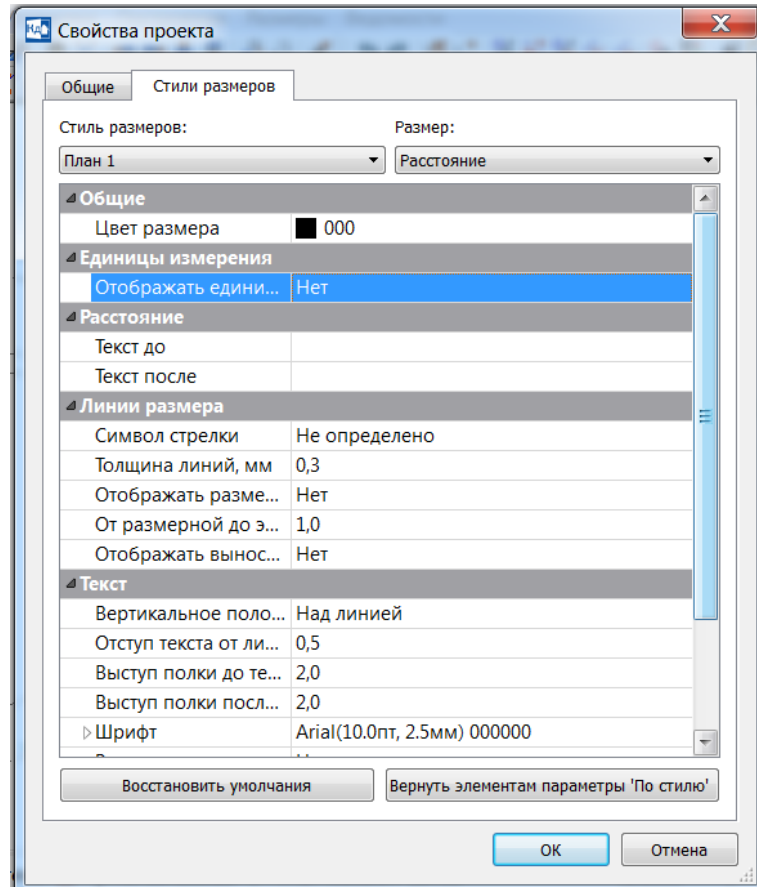 КдО Свойства проекта
Общие Стили размеров
Стиль размеров: Размер:
План 1 Расстояние
Общие
Цвет размера 000
Единицы измерения
Отображать едини... Нет
Расстояние
Текст до
Текст после
Линии размера
Символ стрелки Не определено
Толщина линий, мм 0,3
Отображать разме... Нет
От размерной до э... 1,0
Отображать вынос... Нет
Текст
Вертикальное поло... Над линией
Отступ текста от ли... 0,5
Выступ полки до те... 2,0
Выступ полки посл... 2,0
Шрифт Arial(10.0пт, 2.5мм) 000000
Восстановить умолчания Вернуть элементам параметры 'По стилю'
ОК Отмена